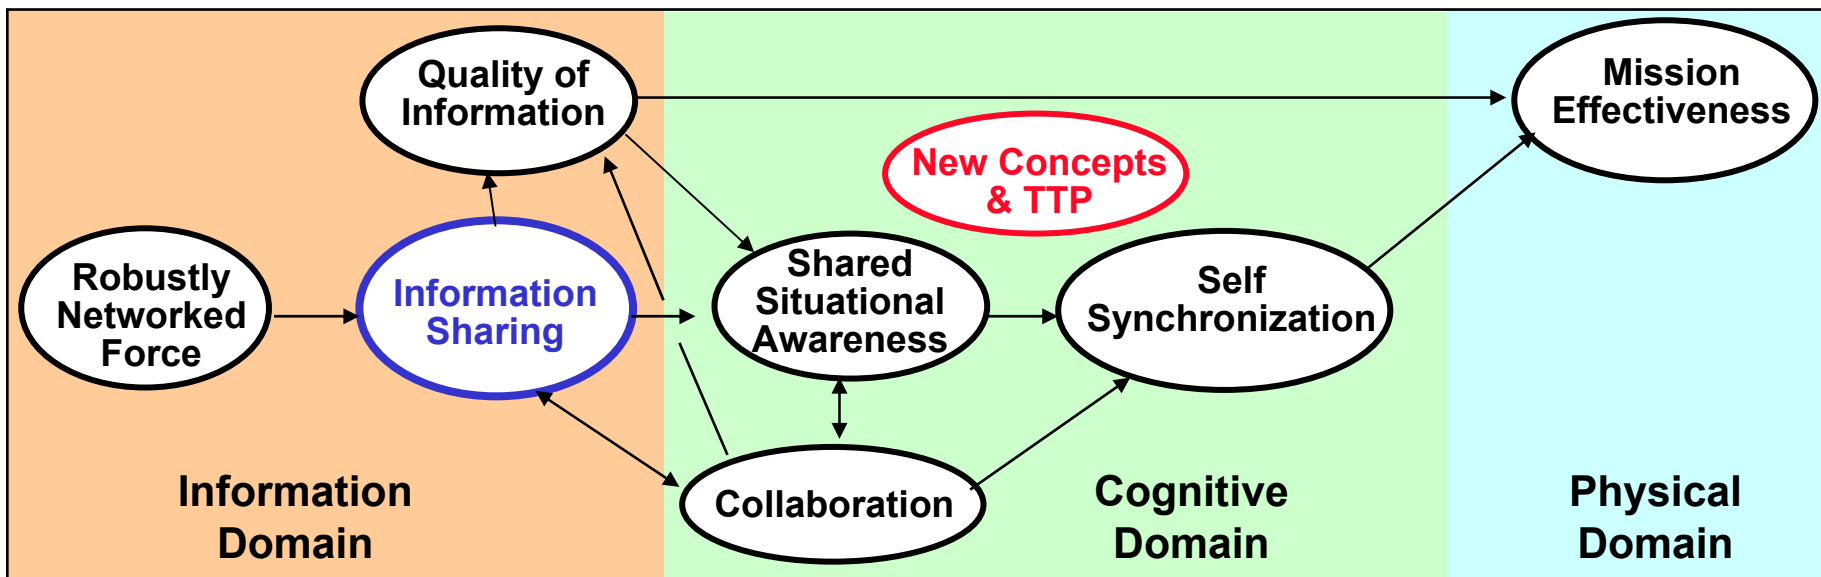 Quality of
Information
Mission
Effectiveness
New Concepts
& TTP
Robustly
Networked
Force
Information
Sharing
Shared
Situational
Awareness
Self
Synchronization
Collaboration
Information
Domain
Cognitive
Domain
Physical
Domain